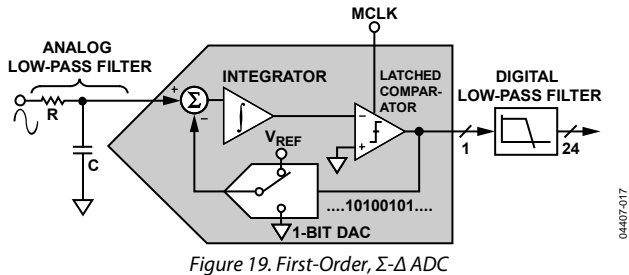 MCLK
ANALOG
LOW-PASS FILTER
INTEGRATOR
LATCHED
COMPAR-
ATOR
DIGITAL
LOW-PASS FILTER
+
Σ
–
R
C
∫
–
+
VREF
1
24
....10100101....
1-BIT DAC
04407-017
Figure 19. First-Order, Σ-Δ ADC